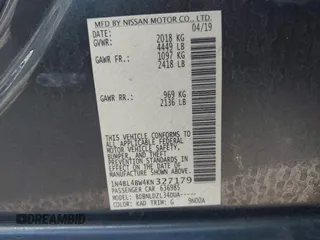 MFD BY NISSAN MOTOR CO., LTD.
DATE: 04/19
GVWR: 2018 KG
4449 LB
GAWR FR: 1097 KG
2418 LB
GAWR RR: 969 KG
2136 LB
THIS VEHICLE CONFORMS TO ALL APPLICABLE
FEDERAL MOTOR VEHICLE SAFETY, BUMPER, AND
THEFT PREVENTION STANDARDS IN EFFECT ON THE
DATE OF MANUFACTURE SHOWN ABOVE.
1N4BL4BW4KN327179
PASSENGER CAR
MODEL:
COLOR: KAD TRIM: G
© AMERBID